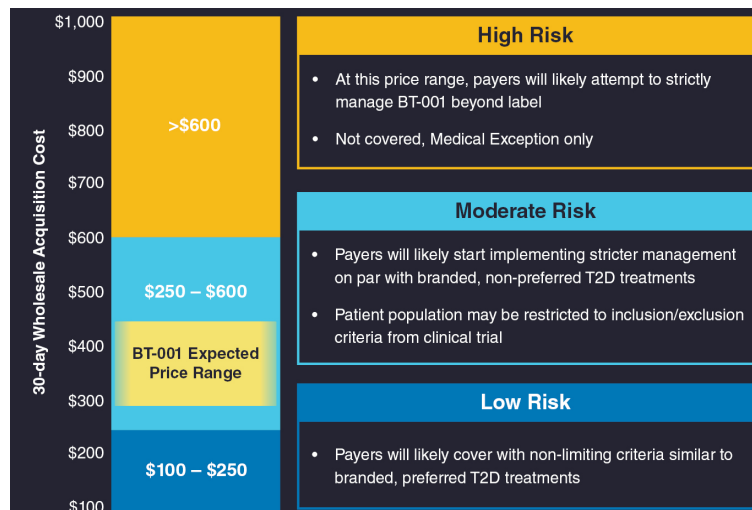 30-day Wholesale Acquisition Cost
$1,000
$900
$800
$700
$600
$500
$400
$300
$200
$100
>$600
$250 – $600
BT-001 Expected
Price Range
$100 – $250
High Risk
• At this price range, payers will likely attempt to strictly
manage BT-001 beyond label
• Not covered, Medical Exception only
Moderate Risk
• Payers will likely start implementing stricter management
on par with branded, non-preferred T2D treatments
• Patient population may be restricted to inclusion/exclusion
criteria from clinical trial
Low Risk
• Payers will likely cover with non-limiting criteria similar to
branded, preferred T2D treatments